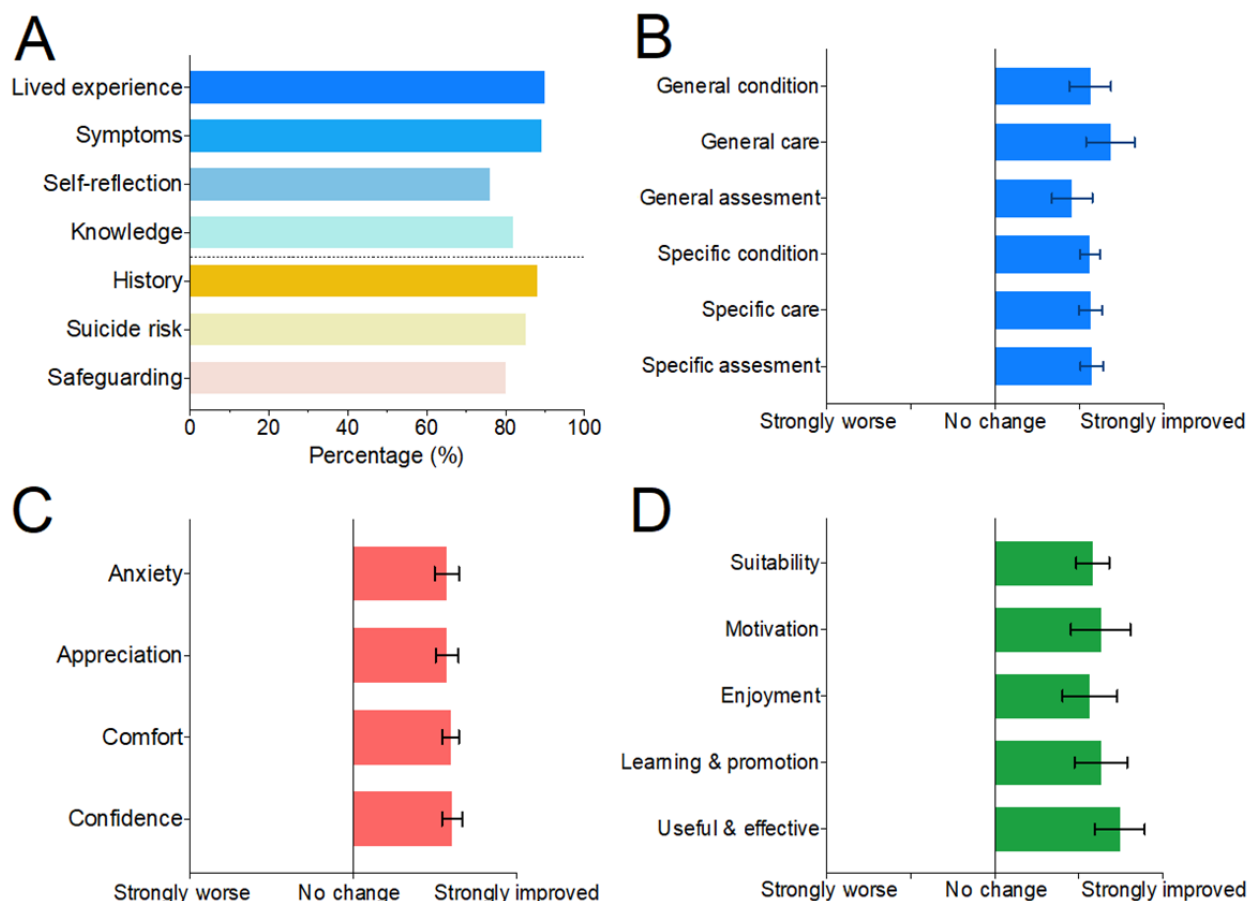 A
Lived experience
Symptoms
Self-reflection
Knowledge
History
Suicide risk
Safeguarding
0 20 40 60 80 100
Percentage (%)
B
General condition
General care
General assesment
Specific condition
Specific care
Specific assesment
Strongly worse No change Strongly improved
C
Anxiety
Appreciation
Comfort
Confidence
Strongly worse No change Strongly improved
D
Suitability
Motivation
Enjoyment
Learning & promotion
Useful & effective
Strongly worse No change Strongly improved